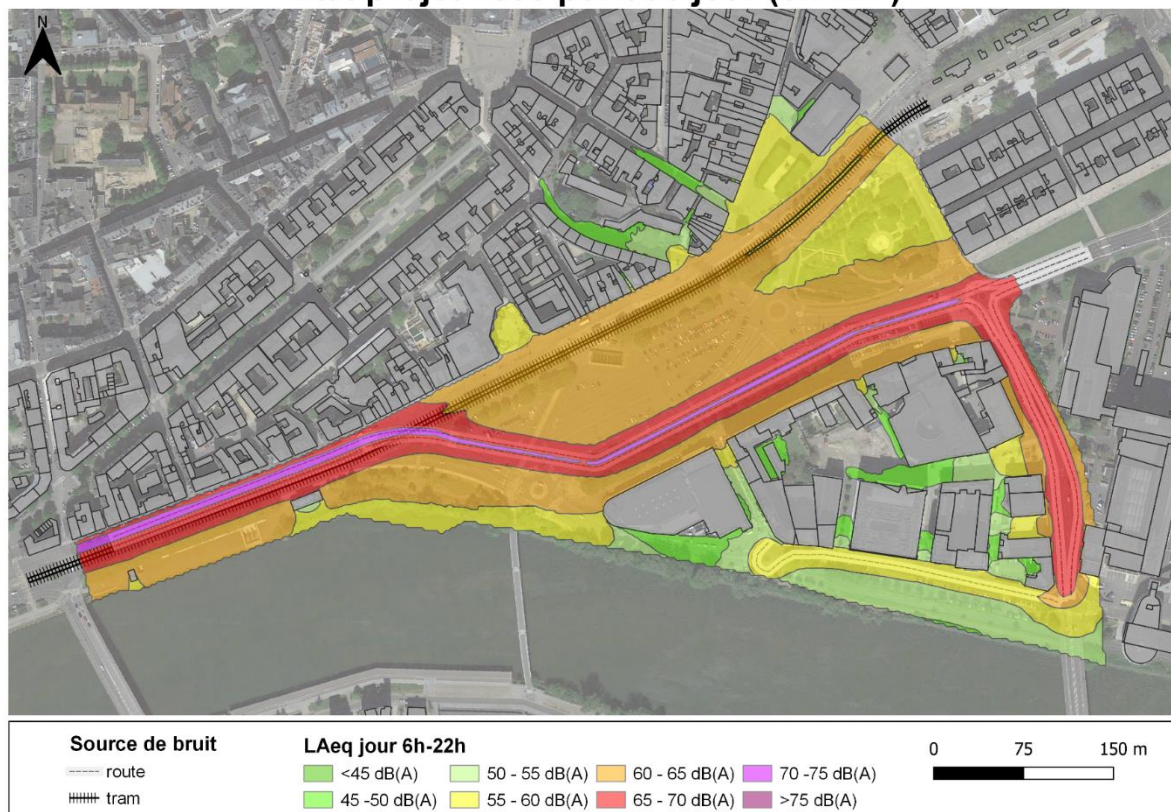 N
Source de bruit
route
tram
LAeq jour 6h-22h
<45 dB(A)
45 -50 dB(A)
50 - 55 dB(A)
55 - 60 dB(A)
60 - 65 dB(A)
65 - 70 dB(A)
70 -75 dB(A)
>75 dB(A)
0 75 150 m